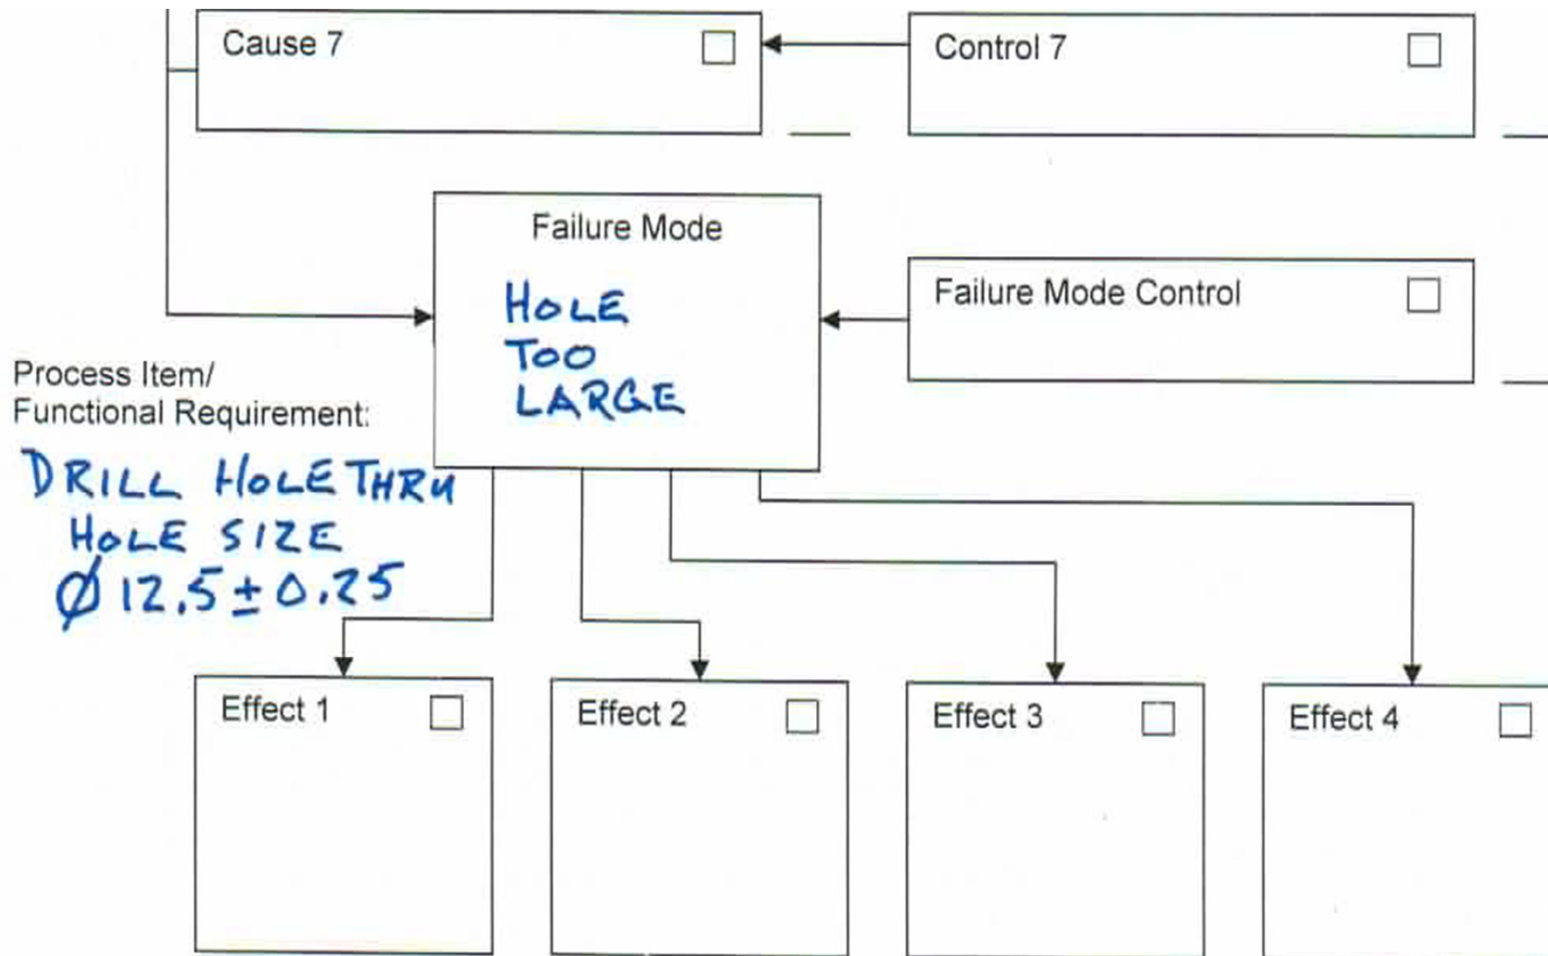 Cause 7
Control 7
Failure Mode
HOLE
TOO
LARGE
Failure Mode Control
Process Item/
Functional Requirement:
DRILL HOLE THRU
HOLE SIZE
Ø 12.5 ± 0.25
Effect 1
Effect 2
Effect 3
Effect 4